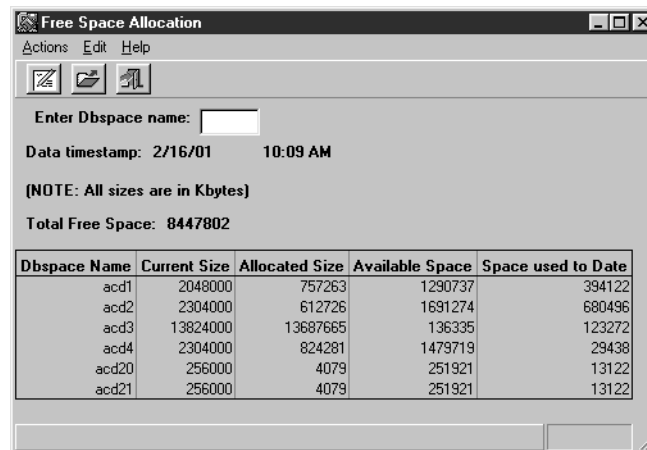 Free Space Allocation
Actions Edit Help
Enter Dbspace name:
Data timestamp: 2/16/01 10:09 AM
(NOTE: All sizes are in Kbytes)
Total Free Space: 8447802
Dbspace Name Current Size Allocated Size Available Space Space used to Date
acd1 2048000 757263 1290737 394122
acd2 2304000 612726 1691274 680496
acd3 13824000 13687665 136335 123272
acd4 2304000 824281 1479719 29438
acd20 256000 4079 251921 13122
acd21 256000 4079 251921 13122